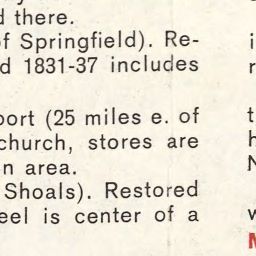 d there.
of Springfield). Re-
d 1831-37 includes
port (25 miles e. of
church, stores are
n area.
Shoals). Restored
eel is center of a